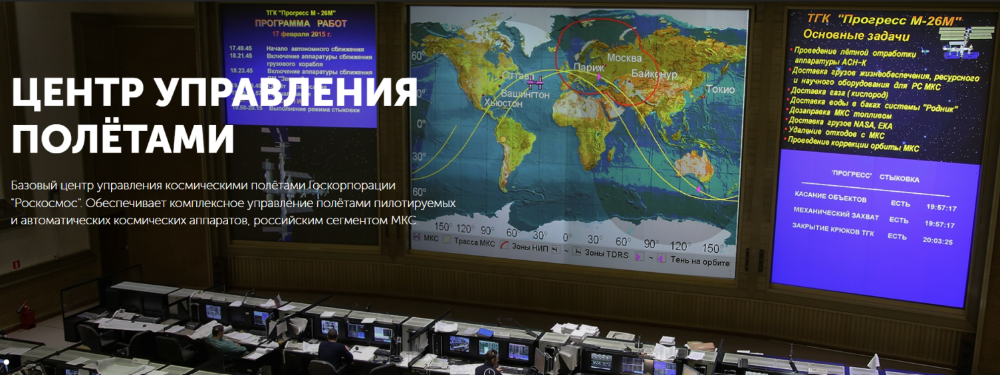 ЦЕНТР УПРАВЛЕНИЯ
ПОЛЁТАМИ
Базовый центр управления космическими полётами Госкорпорации
"Роскосмос". Обеспечивает комплексное управление полётами пилотируемых
и автоматических космических аппаратов, российским сегментом МКС.
ТГК "Прогресс М - 26М"
ПРОГРАММА РАБОТ
17 февраля 2015 г.
17.49.45 Начало автономного сближения
18.21.45 Включение аппаратуры сближения
грузового корабля
18.23.45 Включение аппаратуры сближения
19.58-20.15 Выполнение режима стыковки
60°
0°
30°
60°
Москва
Париж
Байконур
Оттава
Вашингтон
Хьюстон
Токио
150° 120° 90° 60° 30° 0° 30° 60° 90° 120° 150°
МКС Трасса МКС Зоны НИП ~ Зоны TDRS ~ Тень на орбите
ТГК "Прогресс М-26М"
Основные задачи
Проведение лётной отработки
аппаратуры АСН-К
Доставка грузов жизнеобеспечения, ресурсного
и научного оборудования для РС МКС
Доставка газа (кислород)
Доставка воды в баках системы "Родник"
Дозаправка МКС топливом
Доставка грузов NASA, ЕКА
Удаление отходов с МКС
Проведение коррекции орбиты МКС
"ПРОГРЕСС" СТЫКОВКА
КАСАНИЕ ОБЪЕКТОВ ЕСТЬ 19:57:17
МЕХАНИЧЕСКИЙ ЗАХВАТ ЕСТЬ 19:57:17
ЗАКРЫТИЕ КРЮКОВ ТГК ЕСТЬ 20:03:25